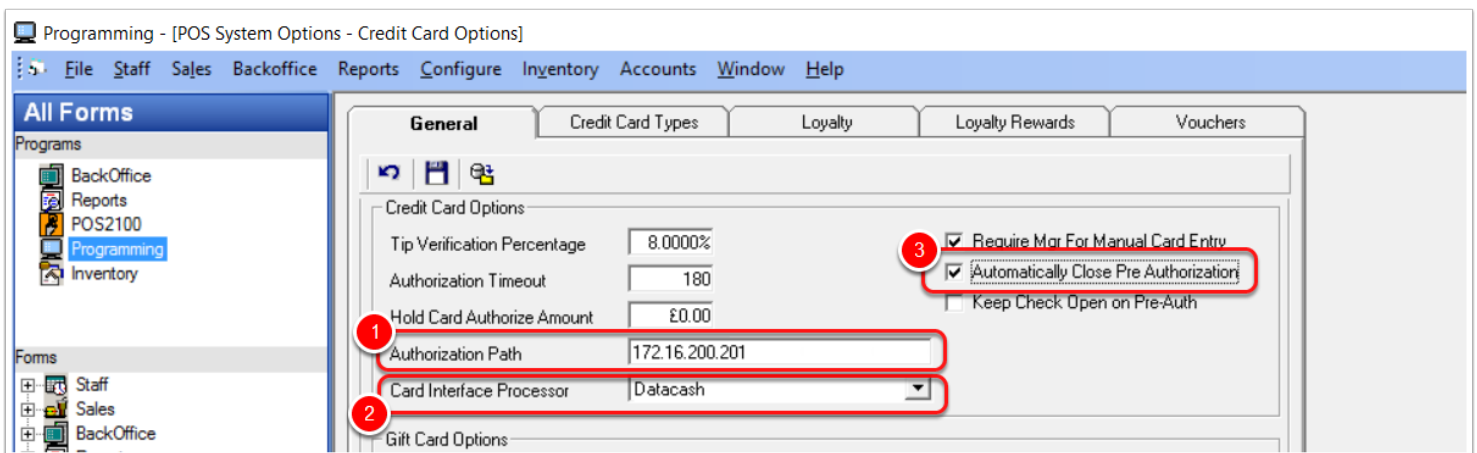 Programming - [POS System Options - Credit Card Options]
File Staff Sales Backoffice Reports Configure Inventory Accounts Window Help
All Forms
Programs
BackOffice
Reports
POS2100
Programming
Inventory
Forms
Staff
Sales
BackOffice
General Credit Card Types Loyalty Loyalty Rewards Vouchers
Credit Card Options
Tip Verification Percentage 8.0000%
Authorization Timeout 180
Hold Card Authorize Amount £0.00
1
Authorization Path 172.16.200.201
Card Interface Processor Datacash
2
3
Require Mgr For Manual Card Entry
Automatically Close Pre Authorization
Keep Check Open on Pre-Auth
Gift Card Options